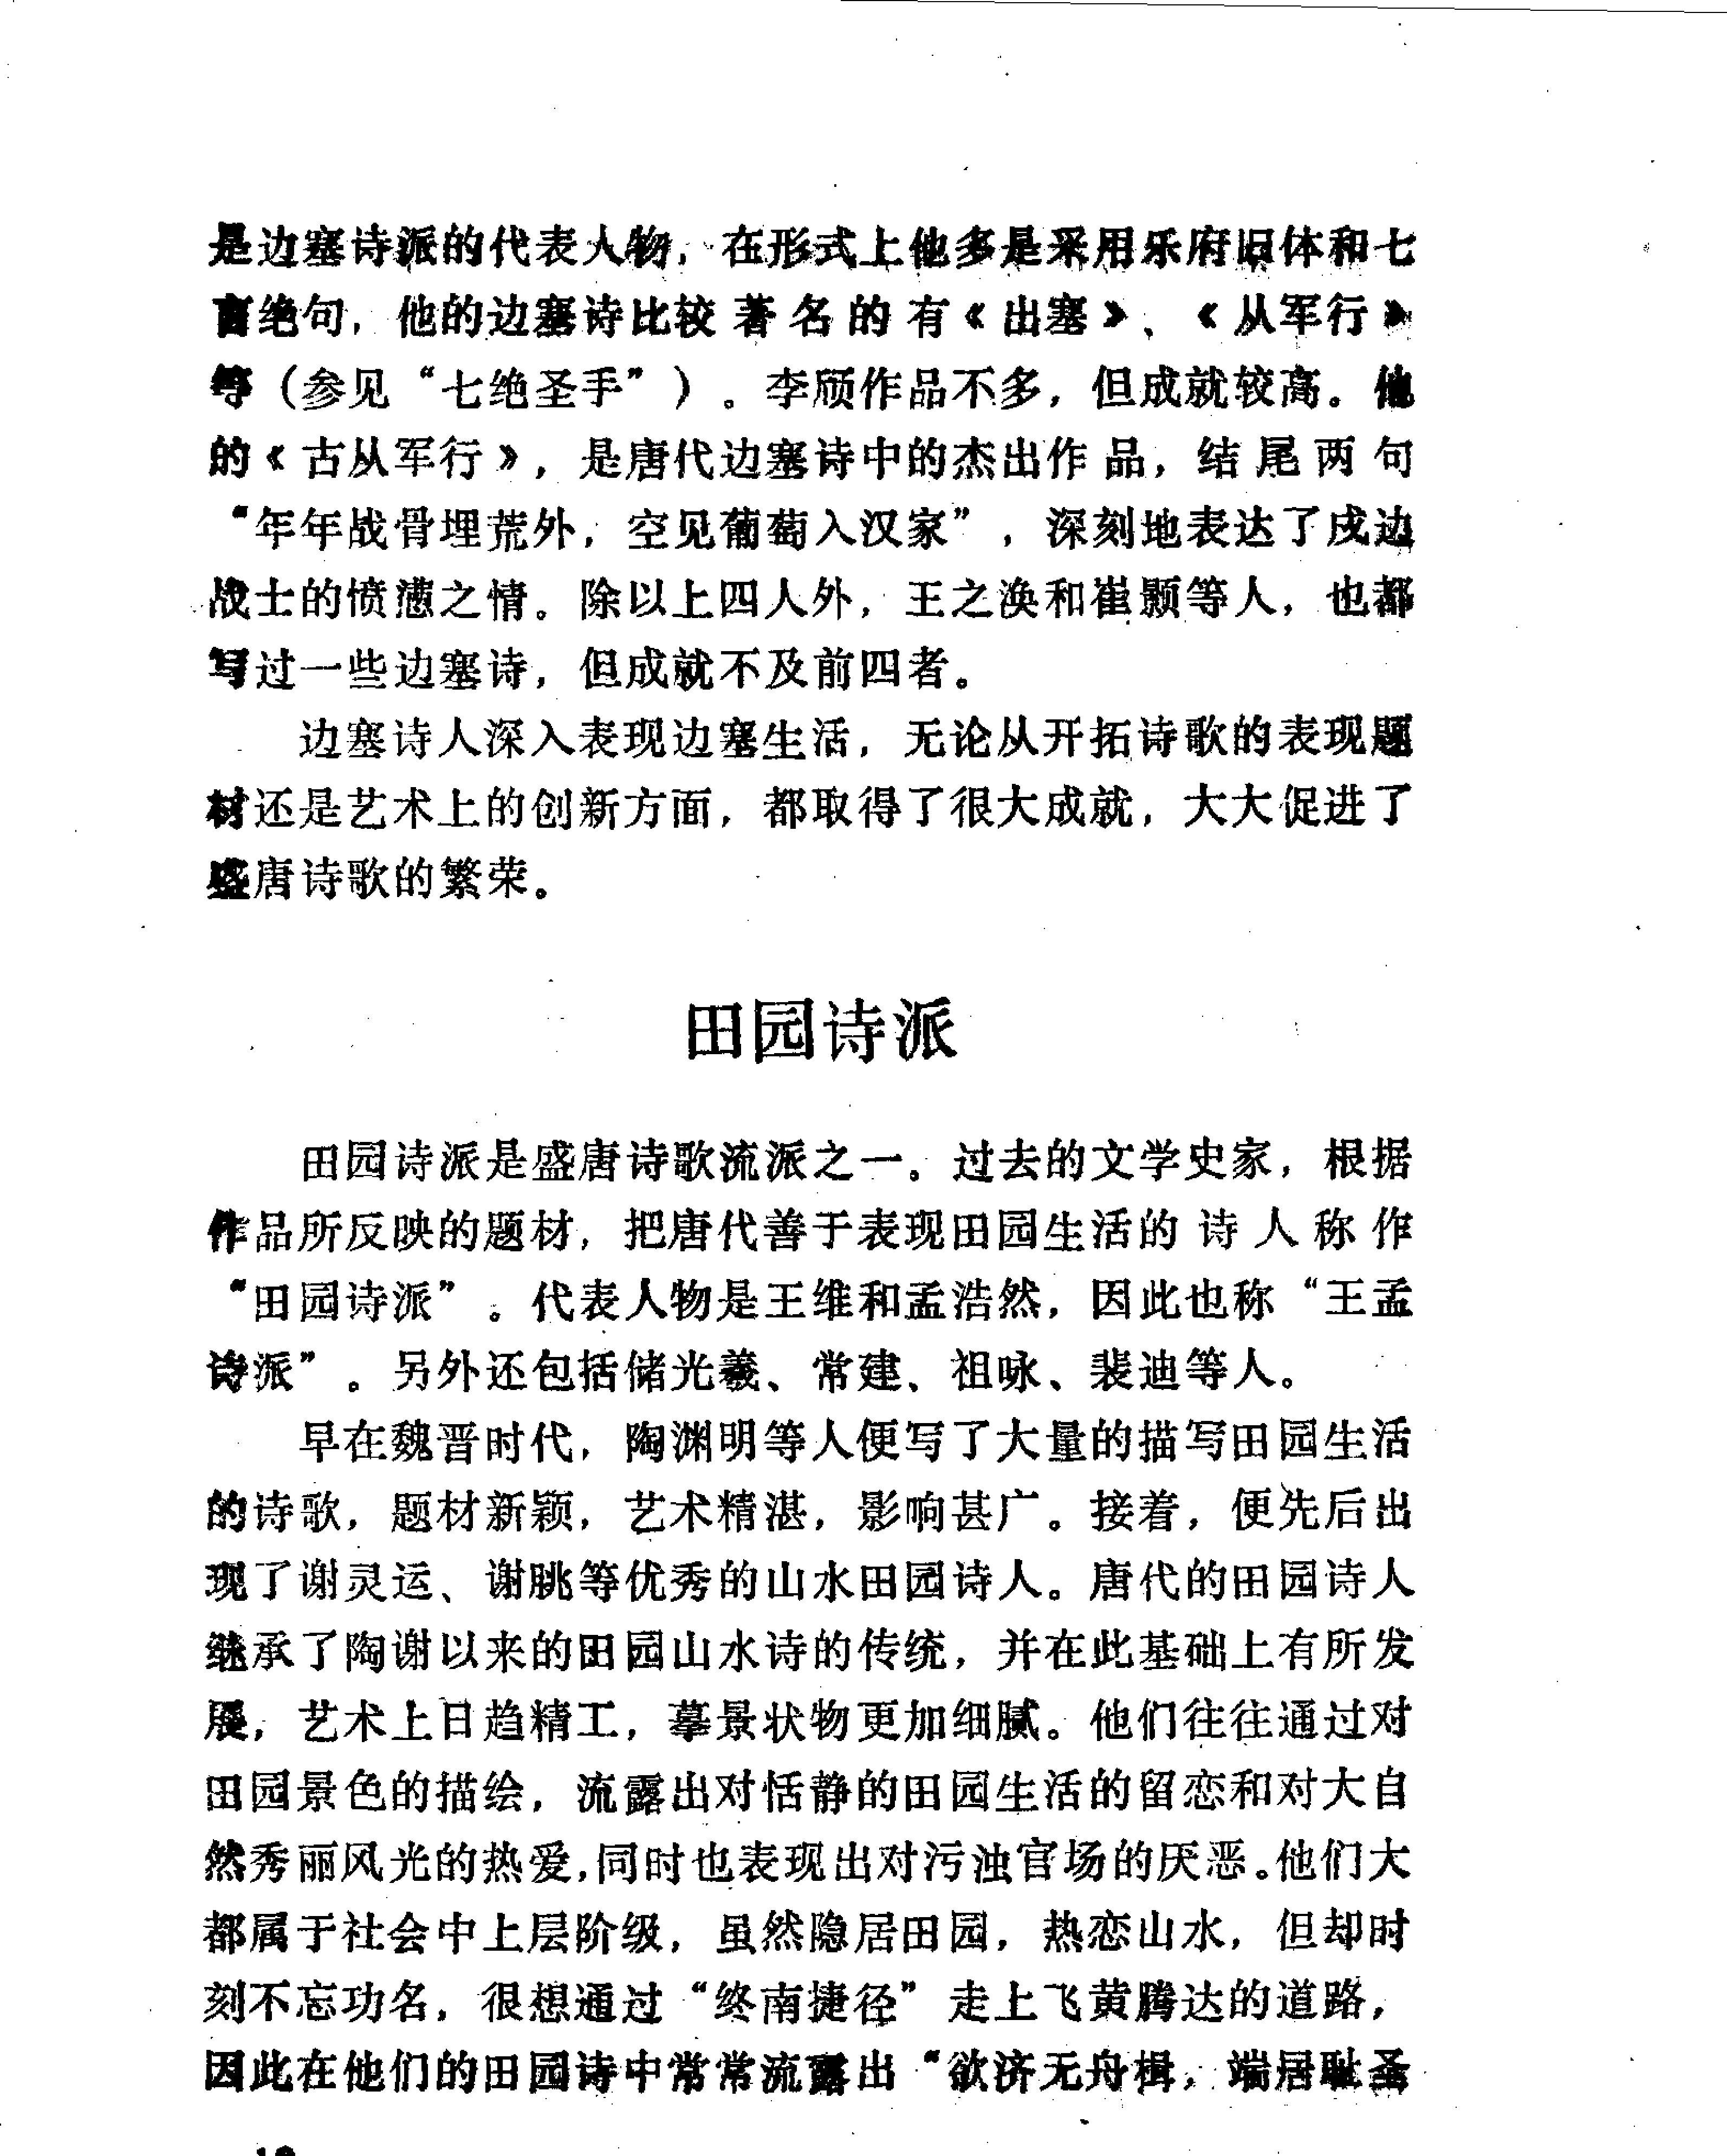 是边塞诗派的代表人物，在形式上他多是采用乐府旧体和七
言绝句，他的边塞诗比较著名的有《出塞》、《从军行》
等（参见“七绝圣手”）。李颀作品不多，但成就较高。他
的《古从军行》，是唐代边塞诗中的杰出作品，结尾两句
“年年战骨埋荒外，空见葡萄入汉家”，深刻地表达了戍边
战士的愤懑之情。除以上四人外，王之涣和崔颢等人，也都
写过一些边塞诗，但成就不及前四者。
边塞诗人深入表现边塞生活，无论从开拓诗歌的表现题
材还是艺术上的创新方面，都取得了很大成就，大大促进了
盛唐诗歌的繁荣。
田园诗派
田园诗派是盛唐诗歌流派之一。过去的文学史家，根据
作品所反映的题材，把唐代善于表现田园生活的诗人称作
“田园诗派”。代表人物是王维和孟浩然，因此也称“王孟
诗派”。另外还包括储光羲、常建、祖咏、裴迪等人。
早在魏晋时代，陶渊明等人便写了大量的描写田园生活
的诗歌，题材新颖，艺术精湛，影响甚广。接着，便先后出
现了谢灵运、谢朓等优秀的山水田园诗人。唐代的田园诗人
继承了陶谢以来的田园山水诗的传统，并在此基础上有所发
展，艺术上日趋精工，摹景状物更加细腻。他们往往通过对
田园景色的描绘，流露出对恬静的田园生活的留恋和对大自
然秀丽风光的热爱，同时也表现出对污浊官场的厌恶。他们大
都属于社会中上层阶级，虽然隐居田园，热恋山水，但却时
刻不忘功名，很想通过“终南捷径”走上飞黄腾达的道路，
因此在他们的田园诗中常常流露出“欲济无舟楫，端居耻圣